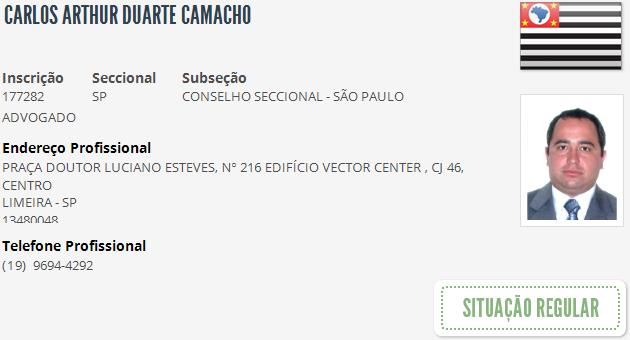 CARLOS ARTHUR DUARTE CAMACHO
Inscrição Seccional Subseção
177282 SP CONSELHO SECCIONAL - SÃO PAULO
ADVOGADO
Endereço Profissional
PRAÇA DOUTOR LUCIANO ESTEVES, Nº 216 EDIFÍCIO VECTOR CENTER , CJ 46,
CENTRO
LIMEIRA - SP
13480048
Telefone Profissional
(19) 9694-4292
SITUAÇÃO REGULAR